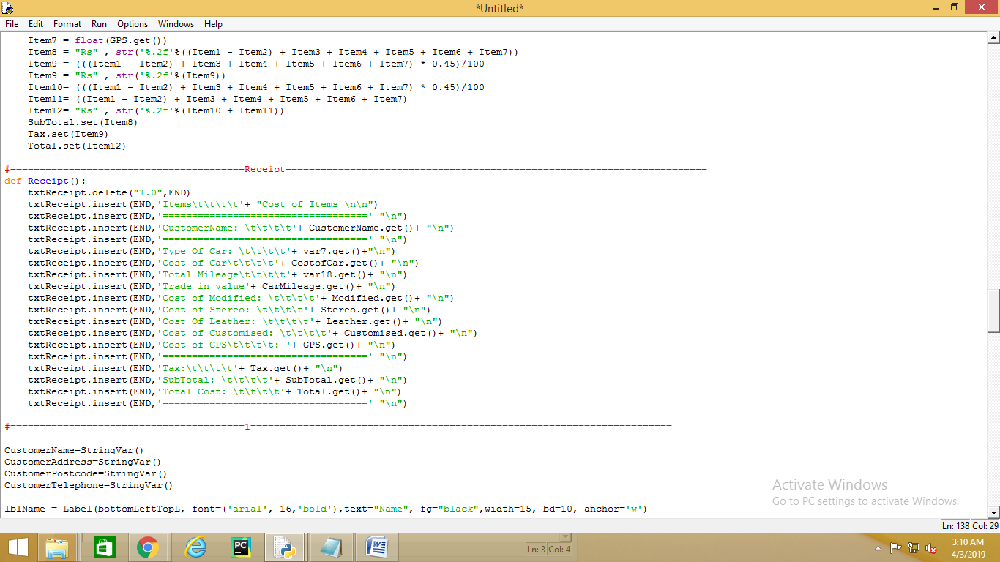 *Untitled*
File Edit Format Run Options Windows Help
    Item7 = float(GPS.get())
    Item8 = "Rs" , str('%.2f'%((Item1 - Item2) + Item3 + Item4 + Item5 + Item6 + Item7))
    Item9 = (((Item1 - Item2) + Item3 + Item4 + Item5 + Item6 + Item7) * 0.45)/100
    Item9 = "Rs" , str('%.2f'%(Item9))
    Item10= (((Item1 - Item2) + Item3 + Item4 + Item5 + Item6 + Item7) * 0.45)/100
    Item11= ((Item1 - Item2) + Item3 + Item4 + Item5 + Item6 + Item7)
    Item12= "Rs" , str('%.2f'%(Item10 + Item11))
    SubTotal.set(Item8)
    Tax.set(Item9)
    Total.set(Item12)
#========================================Receipt========================================================================
def Receipt():
    txtReceipt.delete("1.0",END)
    txtReceipt.insert(END,'Items\t\t\t\t'+ "Cost of Items \n\n")
    txtReceipt.insert(END,'===================================' "\n")
    txtReceipt.insert(END,'CustomerName: \t\t\t\t'+ CustomerName.get()+ "\n")
    txtReceipt.insert(END,'===================================' "\n")
    txtReceipt.insert(END,'Type Of Car: \t\t\t\t'+ var7.get()+"\n")
    txtReceipt.insert(END,'Cost of Car\t\t\t\t'+ CostofCar.get()+ "\n")
    txtReceipt.insert(END,'Total Mileage\t\t\t\t'+ var18.get()+ "\n")
    txtReceipt.insert(END,'Trade in value'+ CarMileage.get()+ "\n")
    txtReceipt.insert(END,'Cost of Modified: \t\t\t\t'+ Modified.get()+ "\n")
    txtReceipt.insert(END,'Cost of Stereo: \t\t\t\t'+ Stereo.get()+ "\n")
    txtReceipt.insert(END,'Cost Of Leather: \t\t\t\t'+ Leather.get()+ "\n")
    txtReceipt.insert(END,'Cost of Customised: \t\t\t\t'+ Customised.get()+ "\n")
    txtReceipt.insert(END,'Cost of GPS\t\t\t\t: '+ GPS.get()+ "\n")
    txtReceipt.insert(END,'===================================' "\n")
    txtReceipt.insert(END,'Tax:\t\t\t\t'+ Tax.get()+ "\n")
    txtReceipt.insert(END,'SubTotal: \t\t\t\t'+ SubTotal.get()+ "\n")
    txtReceipt.insert(END,'Total Cost: \t\t\t\t'+ Total.get()+ "\n")
    txtReceipt.insert(END,'===================================' "\n")
#========================================1========================================================================
CustomerName=StringVar()
CustomerAddress=StringVar()
CustomerPostcode=StringVar()
CustomerTelephone=StringVar()
lblName = Label(bottomLeftTopL, font=('arial', 16,'bold'),text="Name", fg="black",width=15, bd=10, anchor='w')
Activate Windows
Go to PC settings to activate Windows.
Ln: 138 Col: 29
PC
Ln: 3 Col: 4
3:10 AM
4/3/2019